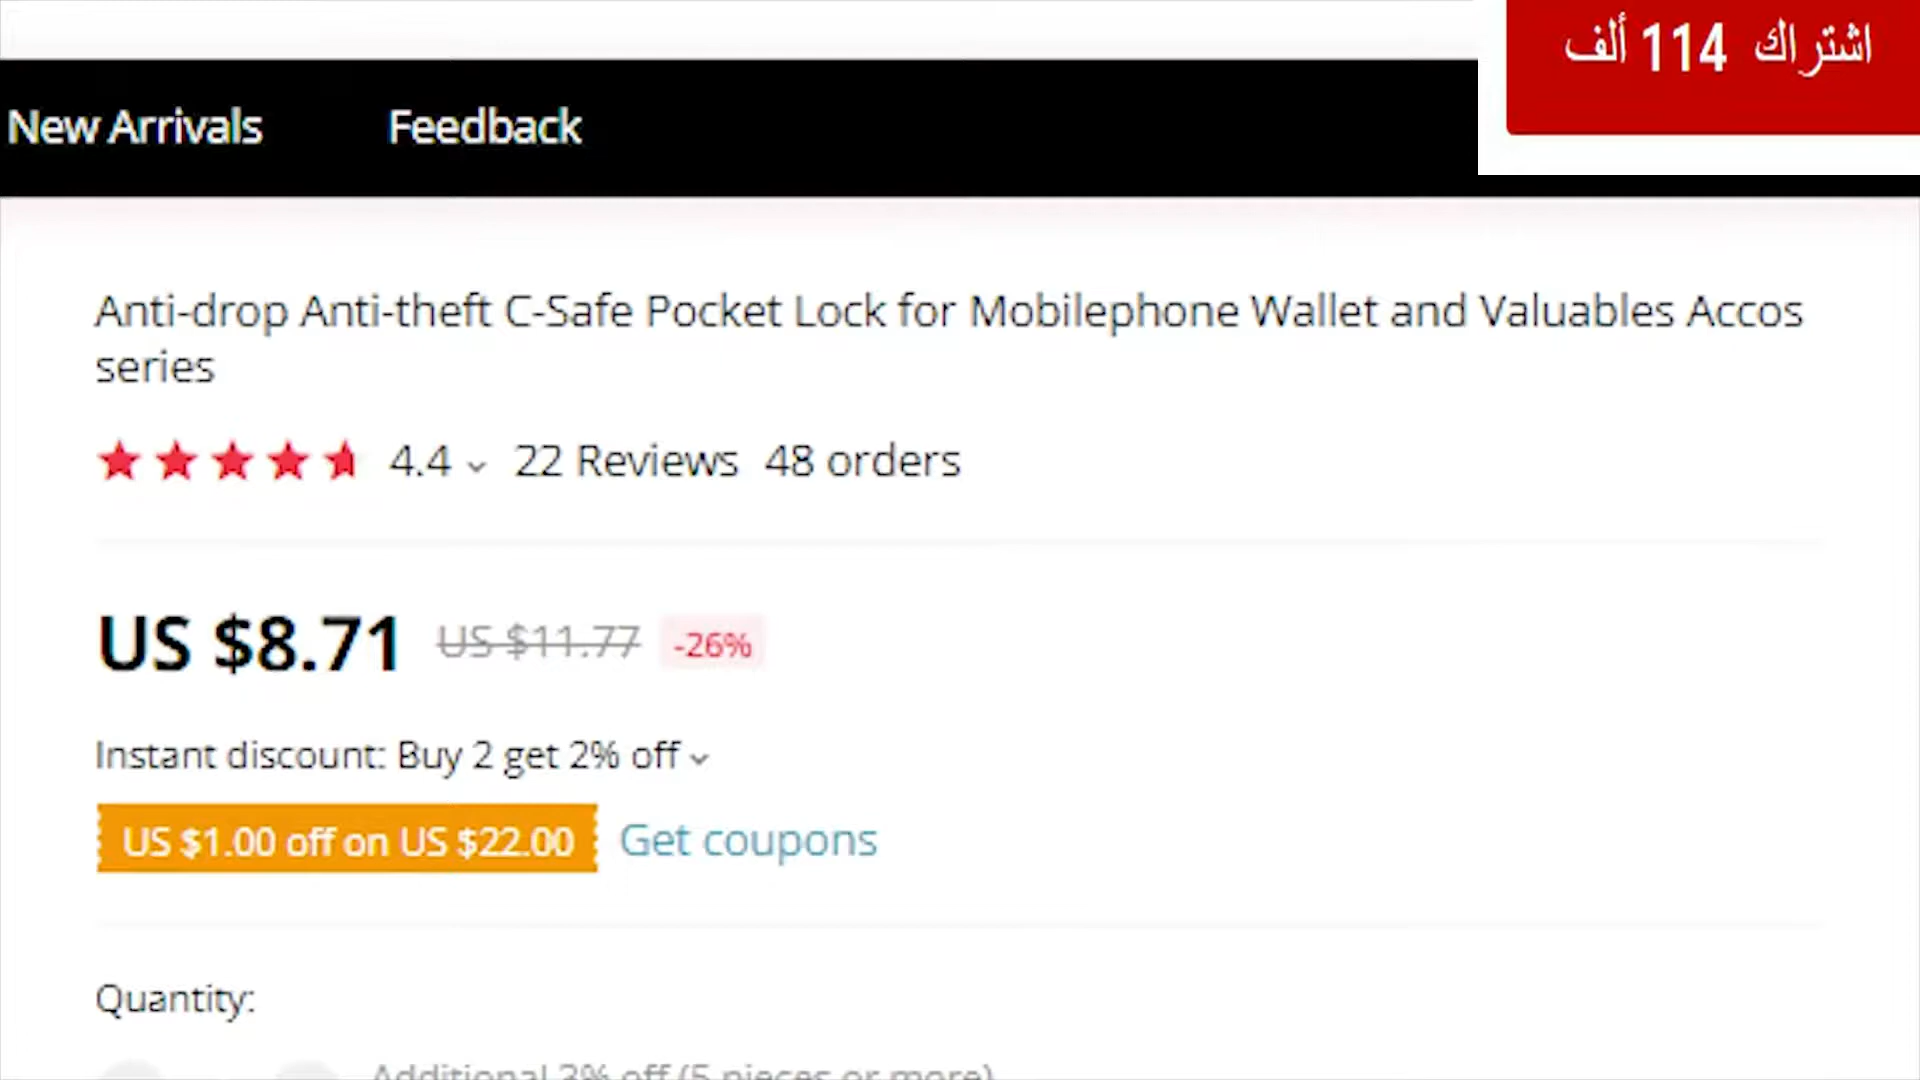 اشتراك 114 ألف
New Arrivals Feedback
Anti-drop Anti-theft C-Safe Pocket Lock for Mobilephone Wallet and Valuables Accos
series
4.4 22 Reviews 48 orders
US $8.71 US $11.77 -26%
Instant discount: Buy 2 get 2% off
US $1.00 off on US $22.00 Get coupons
Quantity:
Additional 3% off (5 pieces or more)